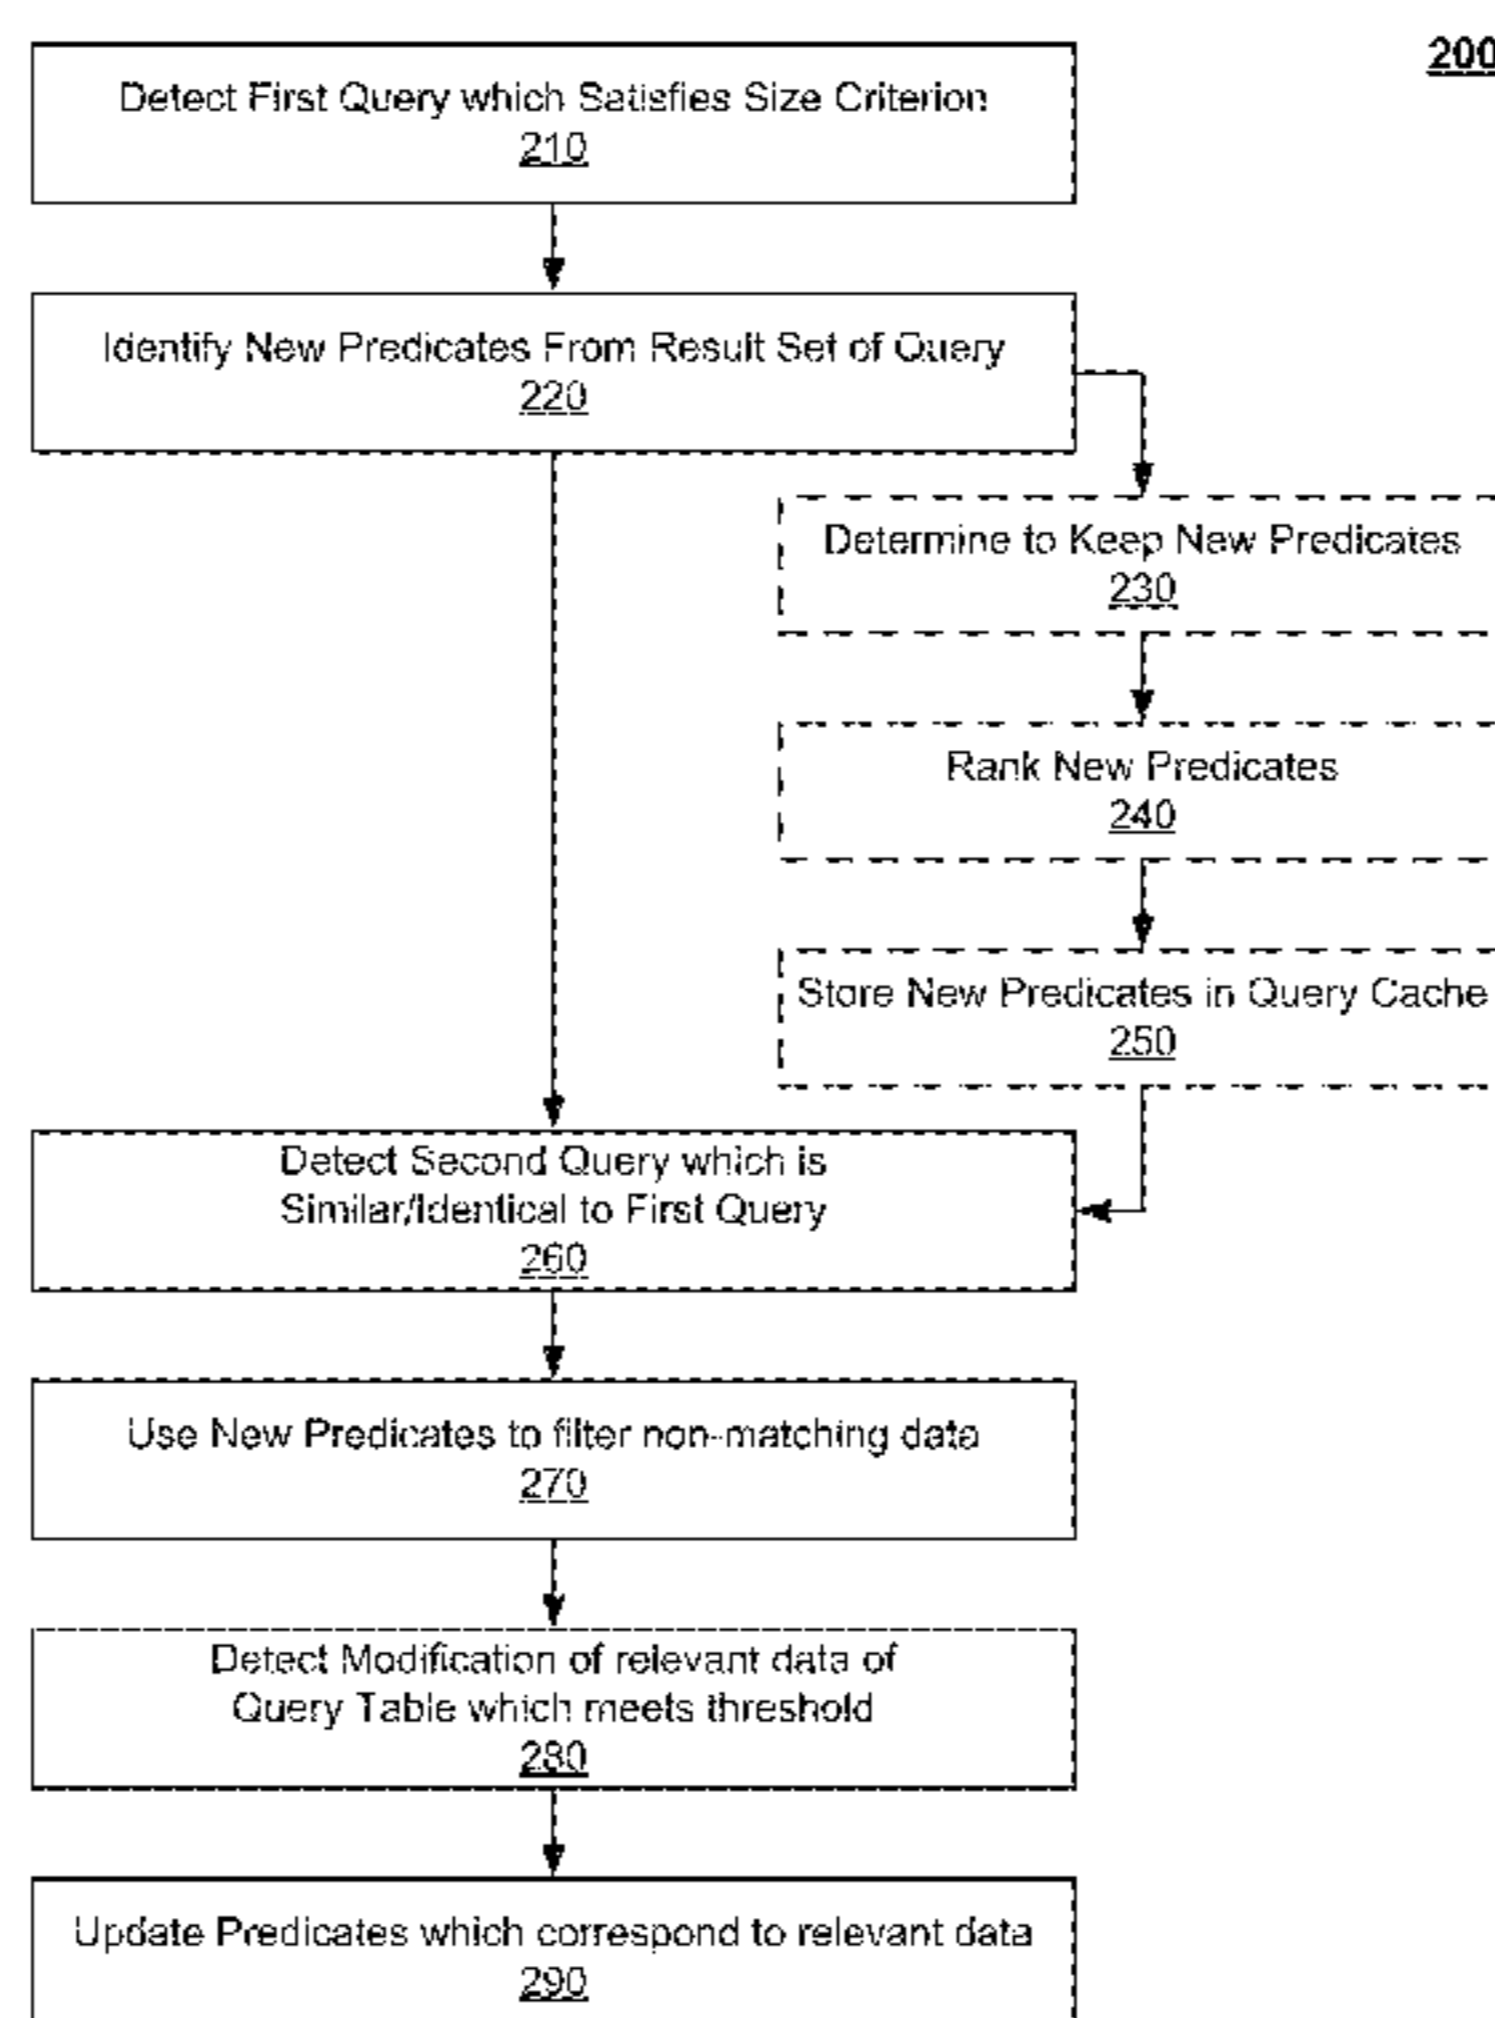 200
Detect First Query which Satisfies Size Criterion
210
Identify New Predicates From Result Set of Query
220
Determine to Keep New Predicates
230
Rank New Predicates
240
Store New Predicates in Query Cache
250
Detect Second Query which is
Similar/Identical to First Query
260
Use New Predicates to filter non-matching data
270
Detect Modification of relevant data of
Query Table which meets threshold
280
Update Predicates which correspond to relevant data
290